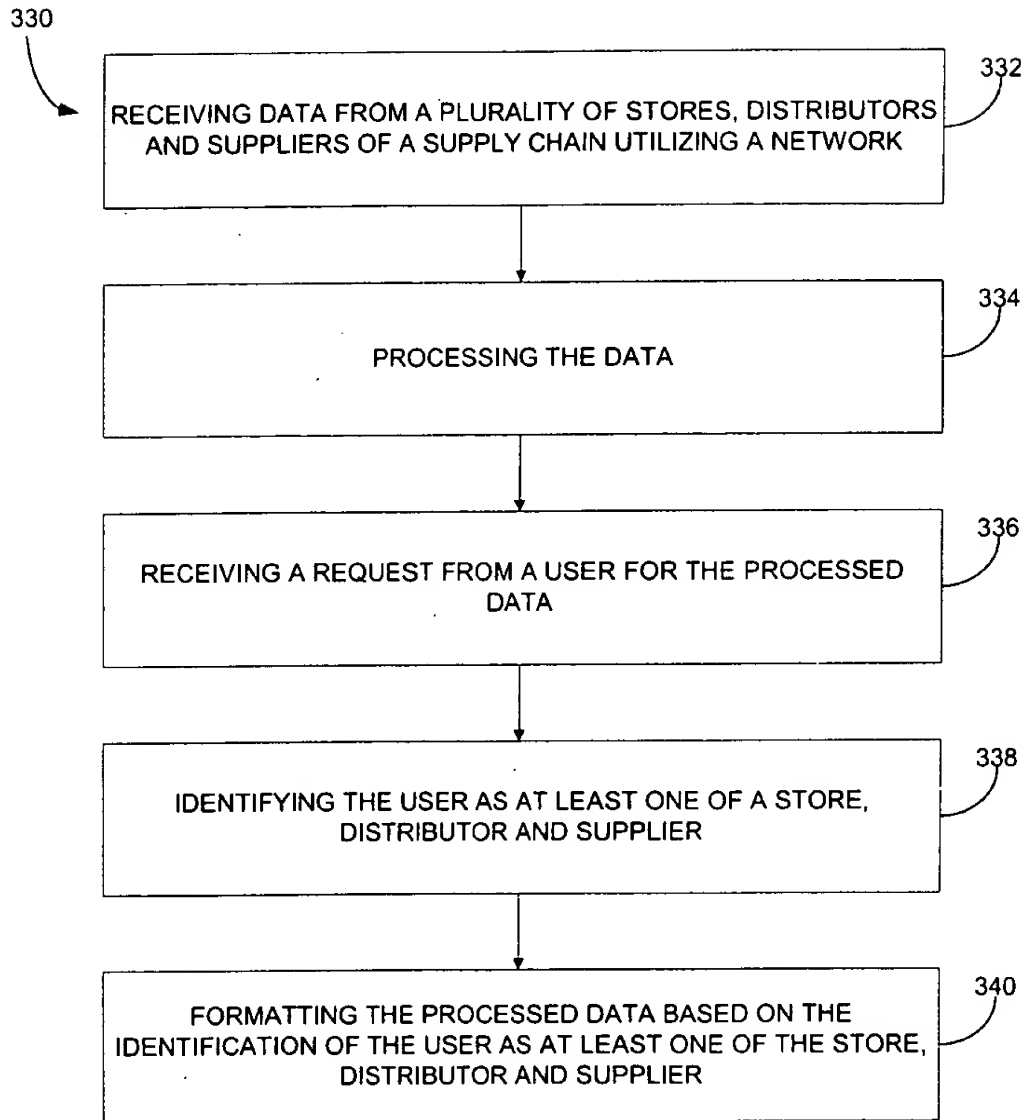 330
332
RECEIVING DATA FROM A PLURALITY OF STORES, DISTRIBUTORS
AND SUPPLIERS OF A SUPPLY CHAIN UTILIZING A NETWORK
334
PROCESSING THE DATA
336
RECEIVING A REQUEST FROM A USER FOR THE PROCESSED
DATA
338
IDENTIFYING THE USER AS AT LEAST ONE OF A STORE,
DISTRIBUTOR AND SUPPLIER
340
FORMATTING THE PROCESSED DATA BASED ON THE
IDENTIFICATION OF THE USER AS AT LEAST ONE OF THE STORE,
DISTRIBUTOR AND SUPPLIER